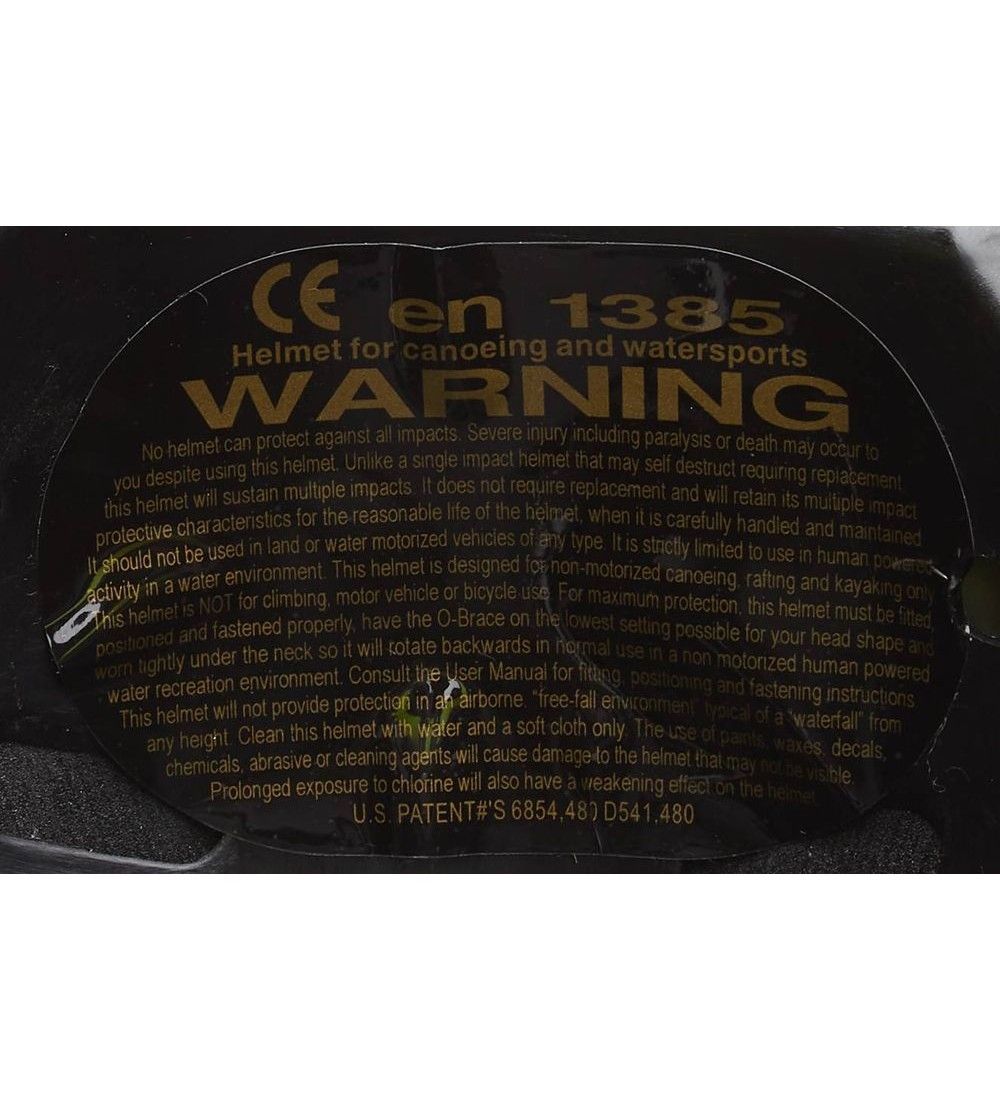 CE en 1385
Helmet for canoeing and watersports
WARNING
No helmet can protect against all impacts. Severe injury including paralysis or death may occur to
you despite using this helmet. Unlike a single impact helmet that may self destruct requiring replacement
this helmet will sustain multiple impacts. It does not require replacement and will retain its multiple impact
protective characteristics for the reasonable life of the helmet, when it is carefully handled and maintained.
It should not be used in land or water motorized vehicles of any type. It is strictly limited to use in human powered
activity in a water environment. This helmet is designed for non-motorized canoeing, rafting and kayaking only.
This helmet is NOT for climbing, motor vehicle or bicycle use. For maximum protection, this helmet must be fitted,
positioned and fastened properly, have the O-Brace on the lowest setting possible for your head shape and
worn tightly under the neck so it will rotate backwards in normal use in a non motorized human powered
water recreation environment. Consult the User Manual for fitting, positioning and fastening instructions
This helmet will not provide protection in an airborne "free-fall environment" typical of a "waterfall" from
any height. Clean this helmet with water and a soft cloth only. The use of paints, waxes, decals,
chemicals, abrasive or cleaning agents will cause damage to the helmet that may not be visible.
Prolonged exposure to chlorine will also have a weakening effect on the helmet.
U.S. PATENT#'S 6854,480 D541,480